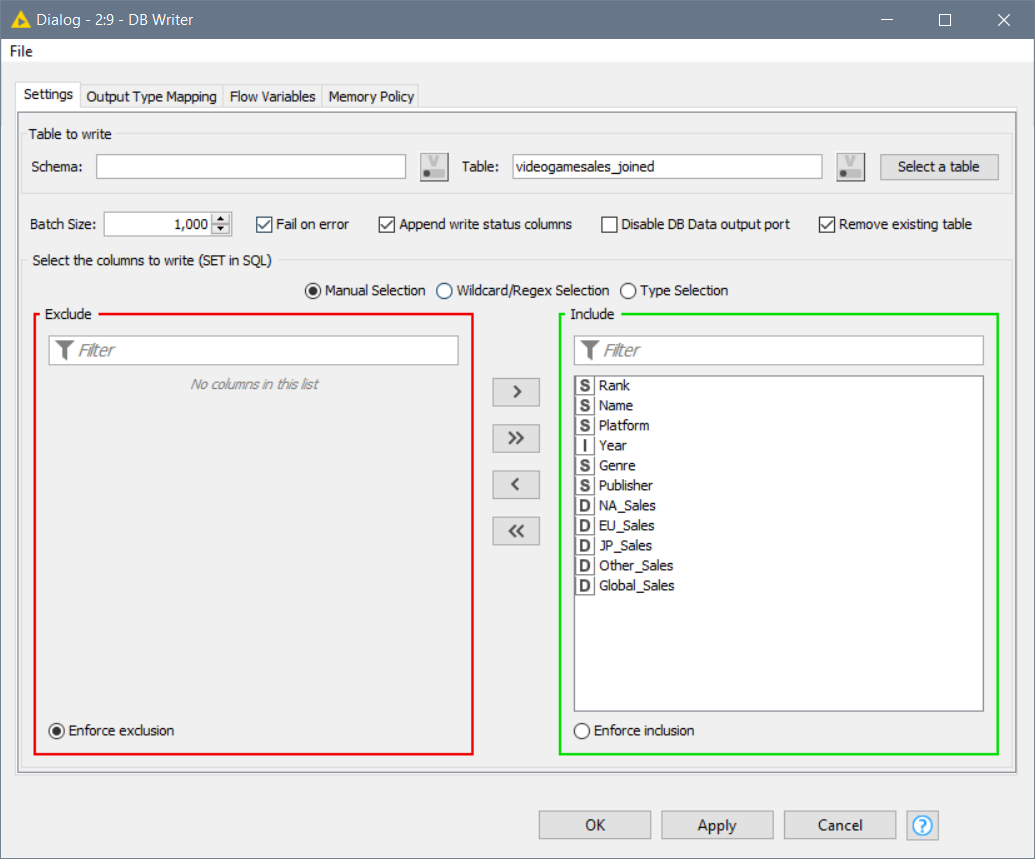 Dialog - 2:9 - DB Writer
File
Settings Output Type Mapping Flow Variables Memory Policy
Table to write
Schema: V Table: videogamesales_joined V Select a table
Batch Size: 1,000 Fail on error Append write status columns Disable DB Data output port Remove existing table
Select the columns to write (SET in SQL)
Manual Selection Wildcard/Regex Selection Type Selection
Exclude
Filter
No columns in this list
Enforce exclusion
>
>>
<
<<
Include
Filter
S Rank
S Name
S Platform
I Year
S Genre
S Publisher
D NA_Sales
D EU_Sales
D JP_Sales
D Other_Sales
D Global_Sales
Enforce inclusion
OK Apply Cancel ?